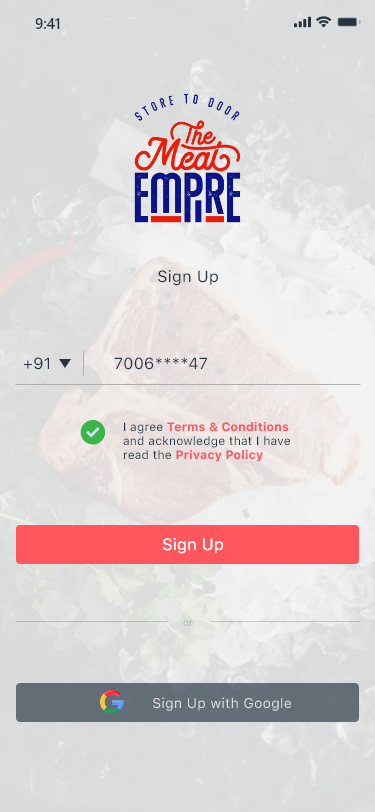 9:41
STORE TO DOOR
The
Meat
EMPIRE
Sign Up
+91 7006****47
I agree Terms & Conditions
and acknowledge that I have
read the Privacy Policy
Sign Up
or
Sign Up with Google